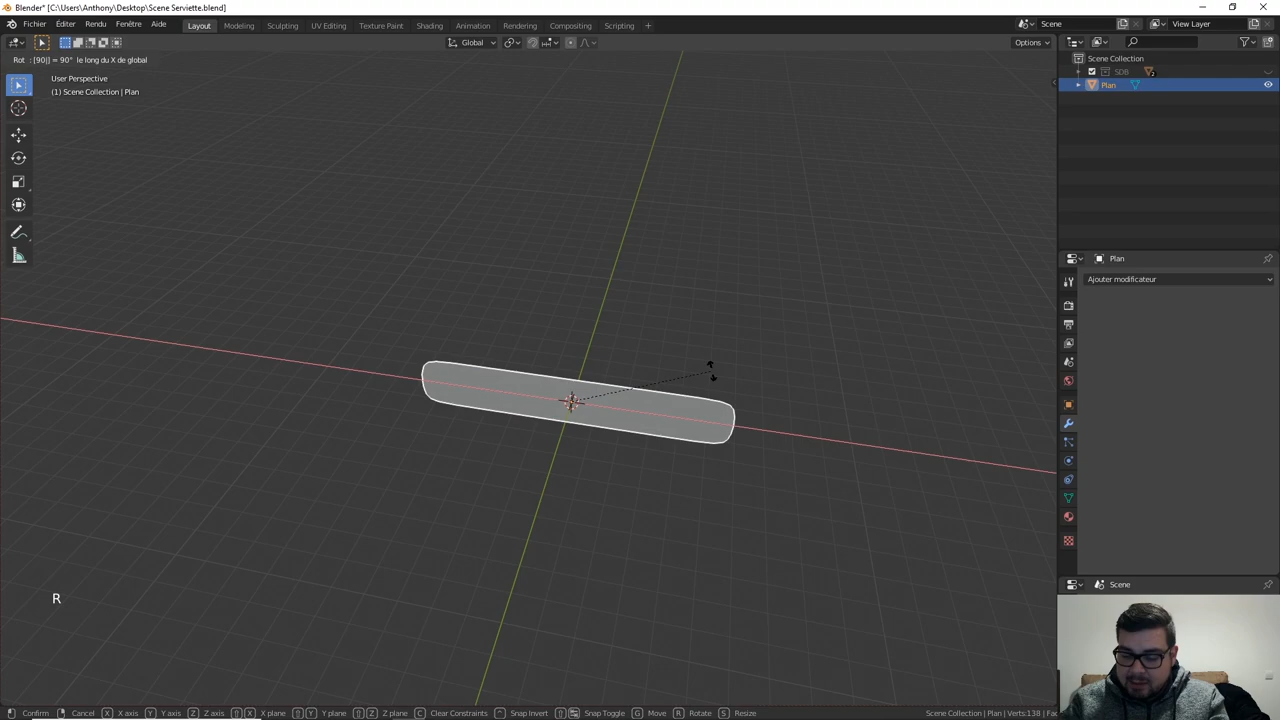 Blender* [C:\Users\Anthony\Desktop\Scene Serviette.blend]
Fichier Éditer Rendu Fenêtre Aide
Layout Modeling Sculpting UV Editing Texture Paint Shading Animation Rendering Compositing Scripting +
Scene View Layer
Global Options
Rot : [90|] = 90° le long du X de global
User Perspective
(1) Scene Collection | Plan
Scene Collection
SDB 2
Plan
Plan
Ajouter modificateur
Scene
R
Confirm Cancel X X axis Y Y axis Z Z axis X X plane Y Y plane Z Z plane C Clear Constraints Snap Invert Snap Toggle G Move R Rotate S Resize Scene Collection | Plan | Verts:138 | Fac